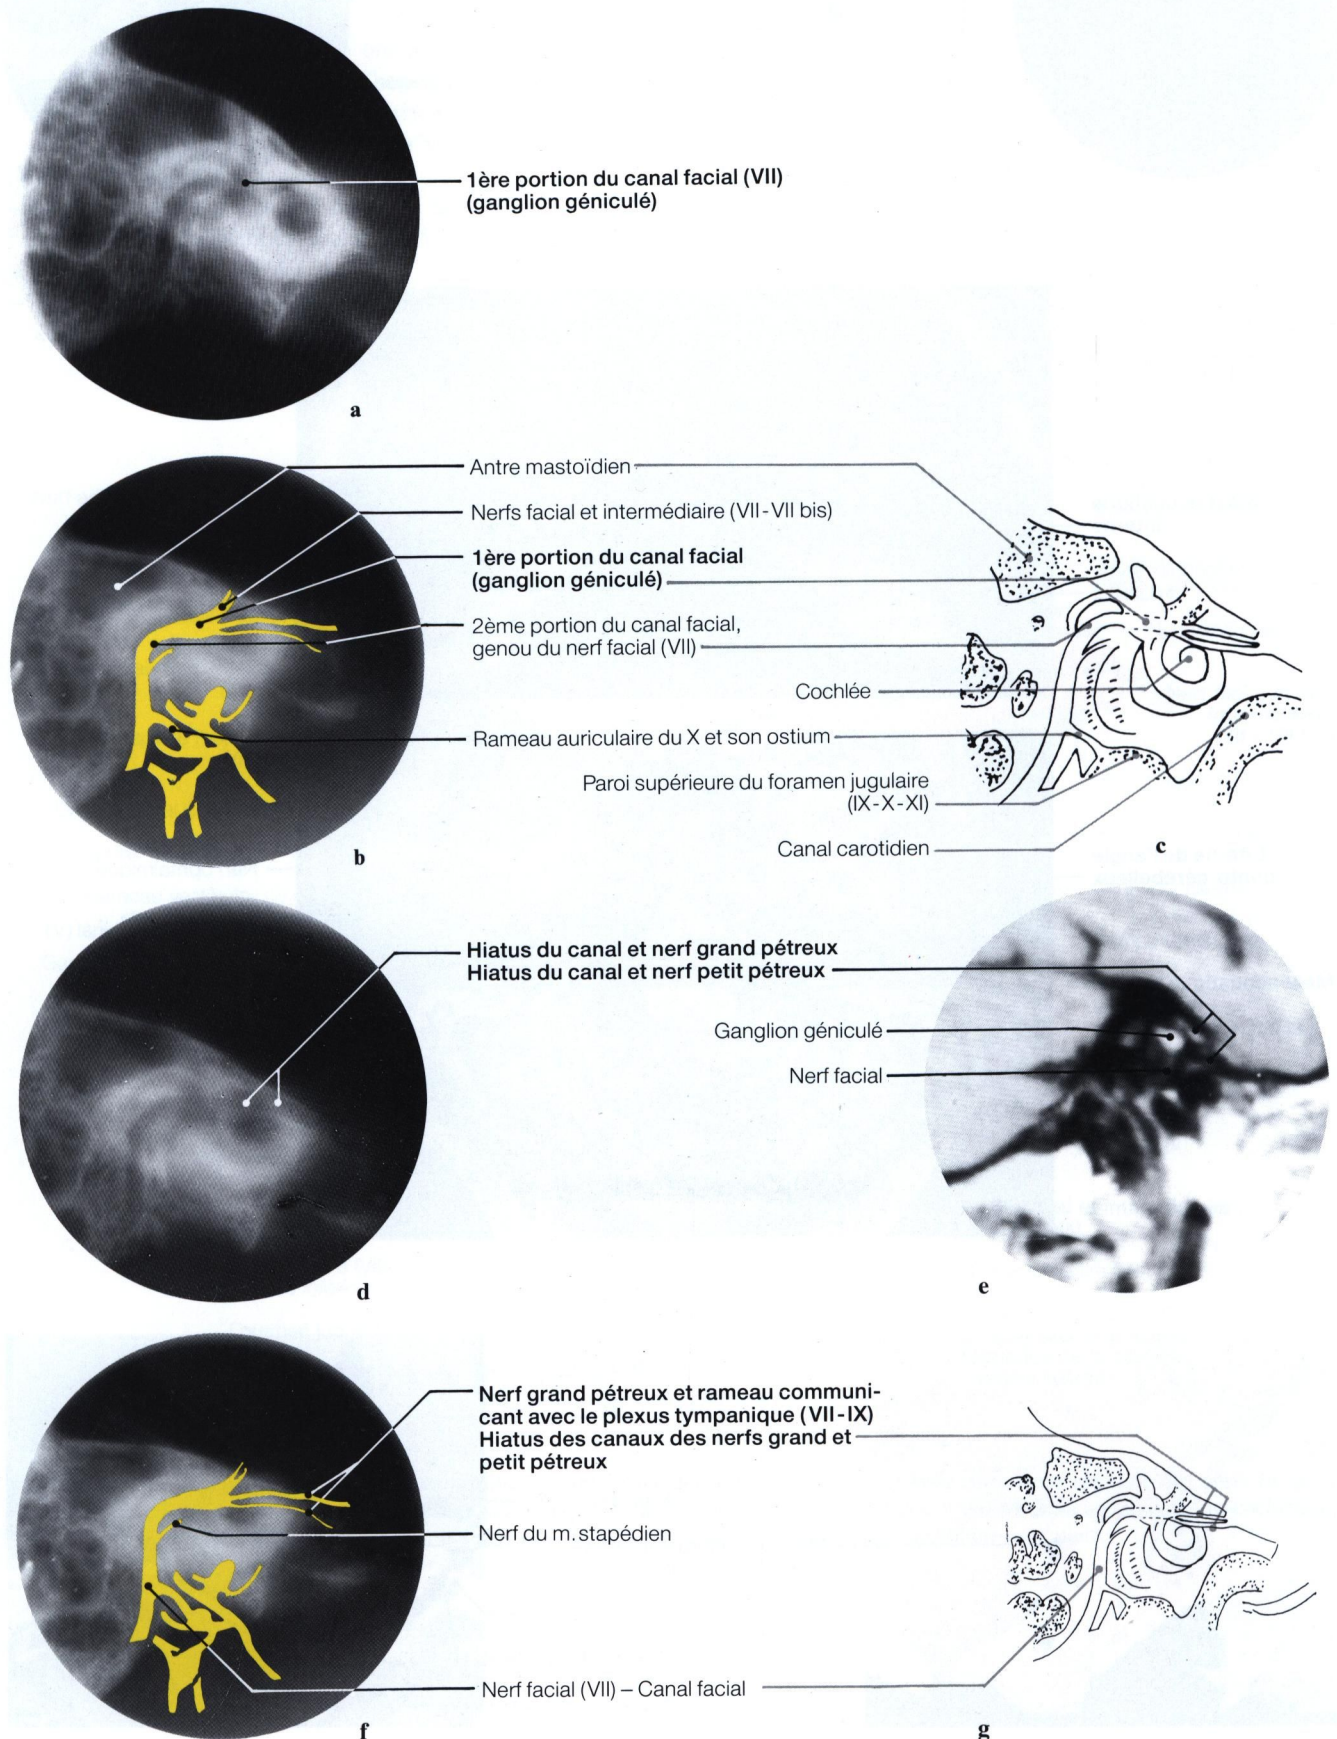 1ère portion du canal facial (VII)
(ganglion géniculé)
a
Antre mastoïdien
Nerfs facial et intermédiaire (VII-VII bis)
1ère portion du canal facial
(ganglion géniculé)
2ème portion du canal facial,
genou du nerf facial (VII)
Cochlée
Rameau auriculaire du X et son ostium
Paroi supérieure du foramen jugulaire
(IX-X-XI)
Canal carotidien
b
c
Hiatus du canal et nerf grand pétreux
Hiatus du canal et nerf petit pétreux
Ganglion géniculé
Nerf facial
d
e
Nerf grand pétreux et rameau communi-
cant avec le plexus tympanique (VII-IX)
Hiatus des canaux des nerfs grand et
petit pétreux
Nerf du m. stapédien
Nerf facial (VII) – Canal facial
f
g